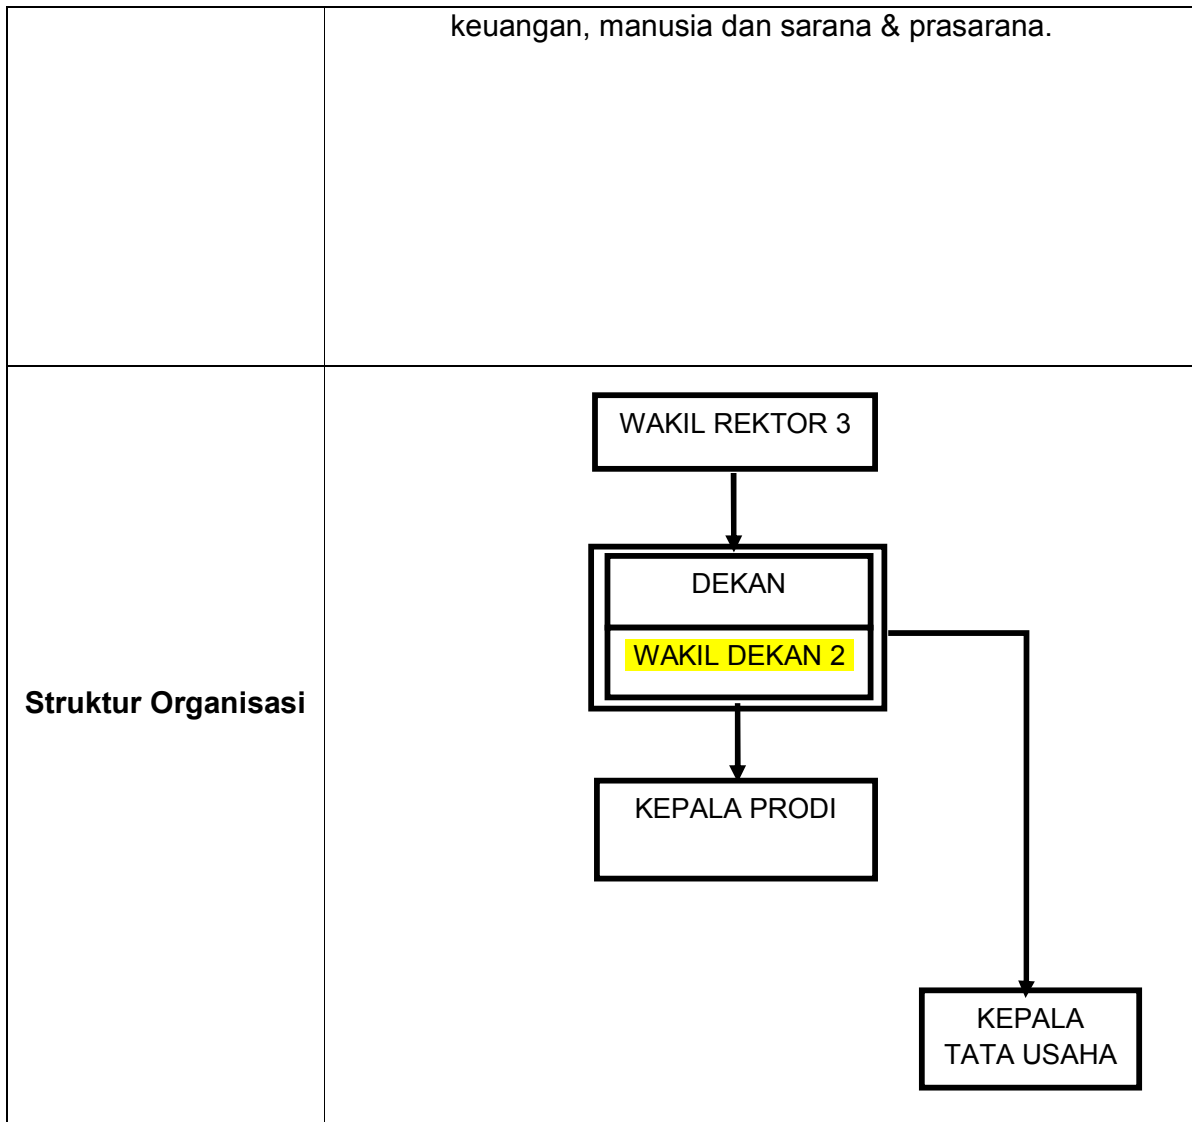 keuangan, manusia dan sarana & prasarana.
Struktur Organisasi
WAKIL REKTOR 3
DEKAN
WAKIL DEKAN 2
KEPALA PRODI
KEPALA
TATA USAHA